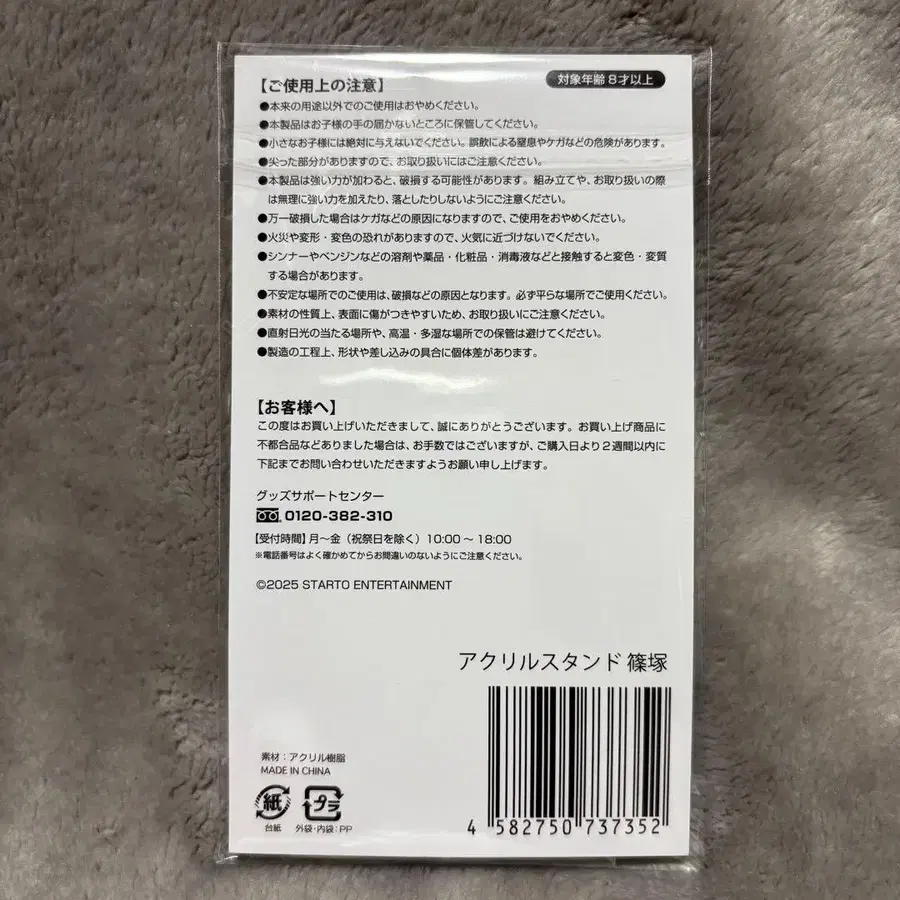 【ご使用上の注意】
対象年齢 8才以上
●本来の用途以外でのご使用はおやめください。
●本製品はお子様の手の届かないところに保管してください。
●小さなお子様には絶対に与えないでください。誤飲による窒息やケガなどの危険があります。
●尖った部分がありますので、お取り扱いにはご注意ください。
●本製品は強い力が加わると、破損する可能性があります。組み立てや、お取り扱いの際
は無理に強い力を加えたり、落としたりしないようにご注意ください。
●万一破損した場合はケガなどの原因になりますので、ご使用をおやめください。
●火災や変形・変色の恐れがありますので、火気に近づけないでください。
●シンナーやベンジンなどの溶剤や薬品・化粧品・消毒液などと接触すると変色・変質
する場合があります。
●不安定な場所でのご使用は、破損などの原因となります。必ず平らな場所でご使用ください。
●素材の性質上、表面に傷がつきやすいため、お取り扱いにご注意ください。
●直射日光の当たる場所や、高温・多湿な場所での保管は避けてください。
●製造の工程上、形状や差し込みの具合に個体差があります。
【お客様へ】
この度はお買い上げいただきまして、誠にありがとうございます。お買い上げ商品に
不都合品などありました場合は、お手数ではございますが、ご購入日より2週間以内に
下記までお問い合わせいただきますようお願い申し上げます。
グッズサポートセンター
0120-382-310
【受付時間】月～金（祝祭日を除く）10:00～18:00
※電話番号はよく確かめてからお間違いのないようにご注意ください。
©2025 STARTO ENTERTAINMENT
アクリルスタンド 篠塚
素材：アクリル樹脂
MADE IN CHINA
紙 プラ
台紙 外袋・内袋：PP
4 582750 737352